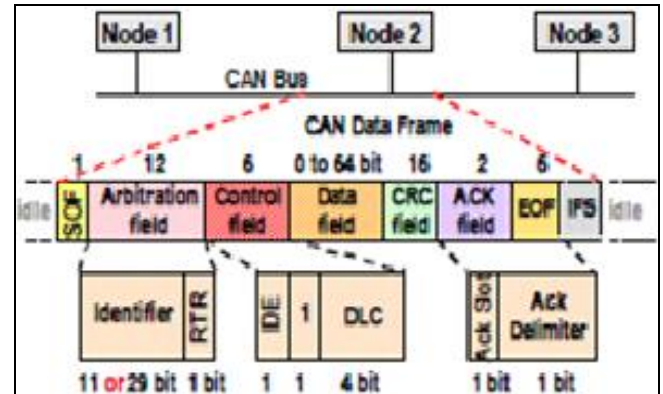 Node 1 Node 2 Node 3
CAN Bus
CAN Data Frame
1 12 6 0 to 64 bit 16 2 6
idle SOF Arbitration field Control field Data field CRC field ACK field EOF IFS idle
Identifier RTR IDE 1 DLC Ack Slot Ack Delimiter
11 or 29 bit 1 bit 1 1 4 bit 1 bit 1 bit